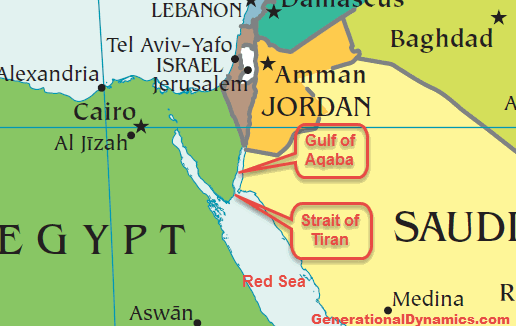 LEBANON
Damascus
Tel Aviv-Yafo
Baghdad
ISRAEL
Alexandria
Amman
Jerusalem
Cairo
JORDAN
Al Jīzah
Gulf of
Aqaba
Strait of
Tiran
EGYPT
SAUDI
Red Sea
Medina
R
Aswān
GenerationalDynamics.com
A